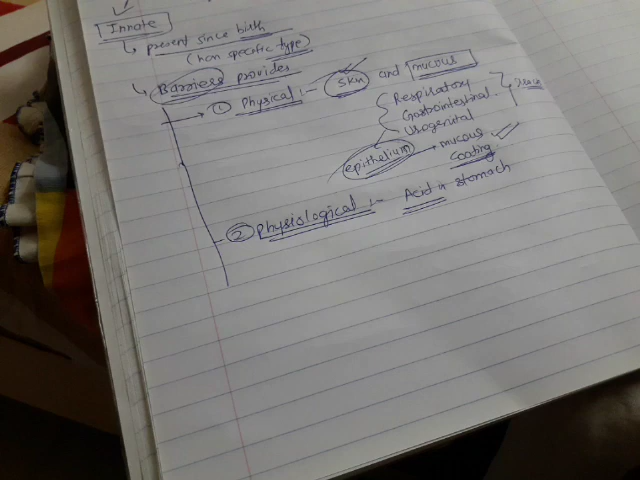 Innate
↳ present since birth
(non specific type)
↳ Barriers provides
→ ① Physical :- skin and mucous
Respiratory
Gastrointestinal
Urogenital
epithelium → mucous
coating
② Physiological :- Acid in stomach